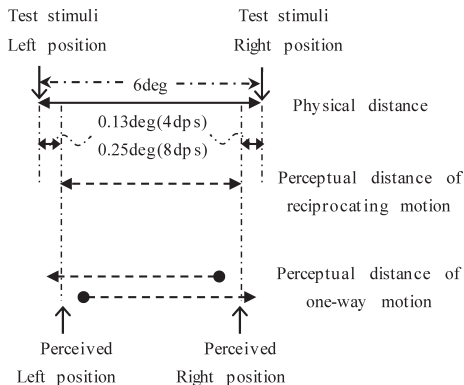 Test stimuli
Left position
Test stimuli
Right position
6deg
Physical distance
0.13deg(4dps)
0.25deg(8dps)
Perceptual distance of
reciprocating motion
Perceptual distance of
one-way motion
Perceived
Left position
Perceived
Right position